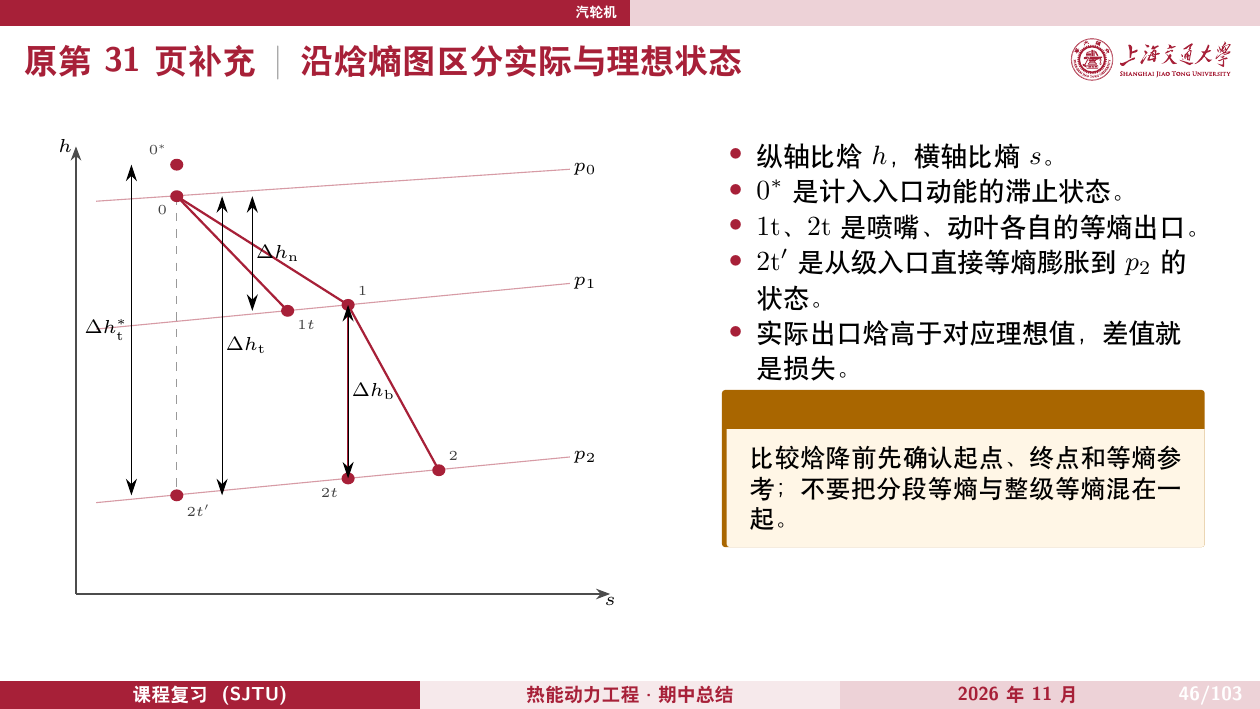 汽轮机
原第 31 页补充 | 沿焓熵图区分实际与理想状态
上海交通大学
SHANGHAI JIAO TONG UNIVERSITY
h
0*
p₀
0
Δhₙ
p₁
1
1t
Δhₜ*
Δhₜ
Δh_b
p₂
2
2t
2t′
s
• 纵轴比焓 h，横轴比熵 s。
• 0* 是计入入口动能的滞止状态。
• 1t、2t 是喷嘴、动叶各自的等熵出口。
• 2t′ 是从级入口直接等熵膨胀到 p₂ 的
状态。
• 实际出口焓高于对应理想值，差值就
是损失。
比较焓降前先确认起点、终点和等熵参
考；不要把分段等熵与整级等熵混在一
起。
课程复习 (SJTU)
热能动力工程 · 期中总结
2026 年 11 月
46/103